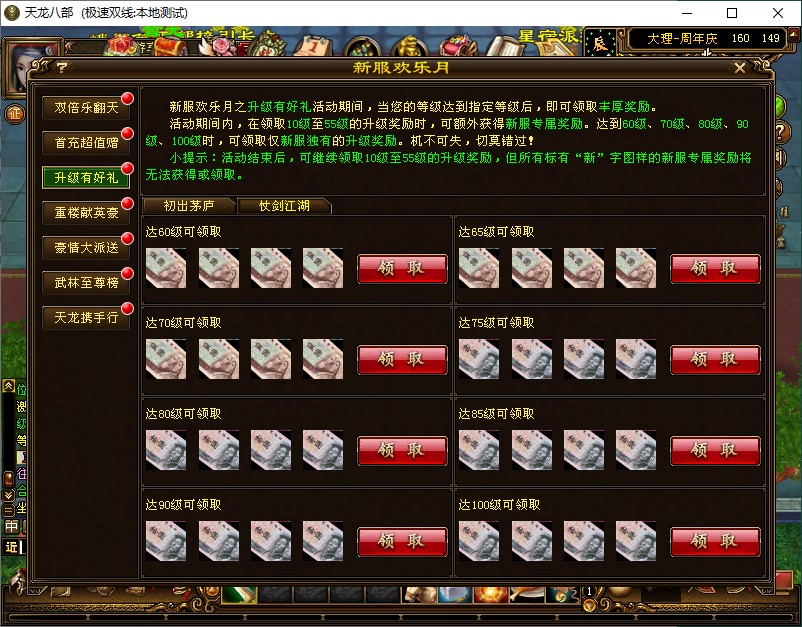 天龙八部 (极速双线:本地测试)
星宿派
辰
大理-周年庆 160 149
?
新服欢乐月
征
双倍乐翻天
首充超值赠
升级有好礼
重楼献英豪
豪情大派送
武林至尊榜
天龙携手行
新服欢乐月之升级有好礼活动期间，当您的等级达到指定等级后，即可领取丰厚奖励。
活动期间内，在领取10级至55级的升级奖励时，可额外获得新服专属奖励。达到60级、70级、80级、90
级、100级时，可领取仅新服独有的升级奖励。机不可失，切莫错过！
小提示：活动结束后，可继续领取10级至55级的升级奖励，但所有标有“新”字图样的新服专属奖励将
无法获得或领取。
初出茅庐 仗剑江湖
达60级可领取 达65级可领取
领 取 领 取
达70级可领取 达75级可领取
领 取 领 取
达80级可领取 达85级可领取
领 取 领 取
达90级可领取 达100级可领取
领 取 领 取
近
1